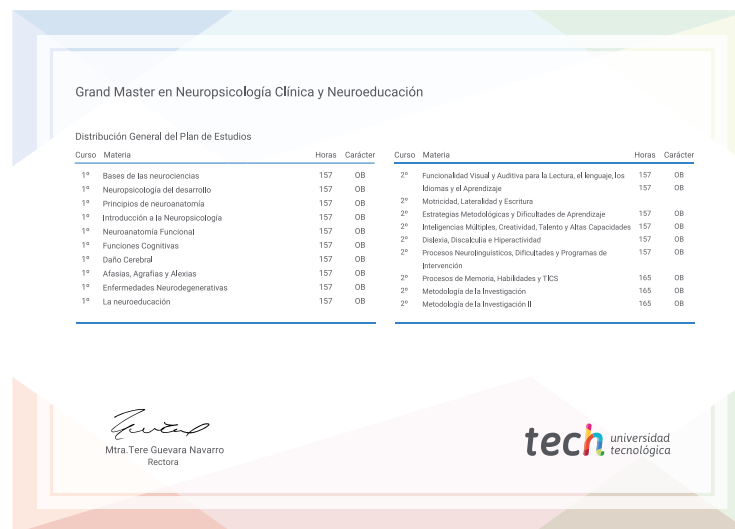 Grand Master en Neuropsicología Clínica y Neuroeducación
Distribución General del Plan de Estudios
Curso Materia Horas Carácter
1º Bases de las neurociencias 157 OB
1º Neuropsicología del desarrollo 157 OB
1º Principios de neuroanatomía 157 OB
1º Introducción a la Neuropsicología 157 OB
1º Neuroanatomía Funcional 157 OB
1º Funciones Cognitivas 157 OB
1º Daño Cerebral 157 OB
1º Afasias, Agrafias y Alexias 157 OB
1º Enfermedades Neurodegenerativas 157 OB
1º La neuroeducación 157 OB
Curso Materia Horas Carácter
2º Funcionalidad Visual y Auditiva para la Lectura, el lenguaje, los 157 OB
Idiomas y el Aprendizaje 157 OB
2º Motricidad, Lateralidad y Escritura
2º Estrategias Metodológicas y Dificultades de Aprendizaje 157 OB
2º Inteligencias Múltiples, Creatividad, Talento y Altas Capacidades 157 OB
2º Dislexia, Discalculia e Hiperactividad 157 OB
2º Procesos Neurolinguísticos, Dificultades y Programas de 157 OB
Intervención
2º Procesos de Memoria, Habilidades y TICS 165 OB
2º Metodología de la Investigación 165 OB
2º Metodología de la Investigación II 165 OB
Mtra.Tere Guevara Navarro
Rectora
tech universidad
tecnológica